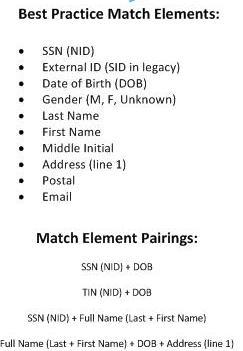 Best Practice Match Elements:
• SSN (NID)
• External ID (SID in legacy)
• Date of Birth (DOB)
• Gender (M, F, Unknown)
• Last Name
• First Name
• Middle Initial
• Address (line 1)
• Postal
• Email
Match Element Pairings:
SSN (NID) + DOB
TIN (NID) + DOB
SSN (NID) + Full Name (Last + First Name)
Full Name (Last + First Name) + DOB + Address (line 1)